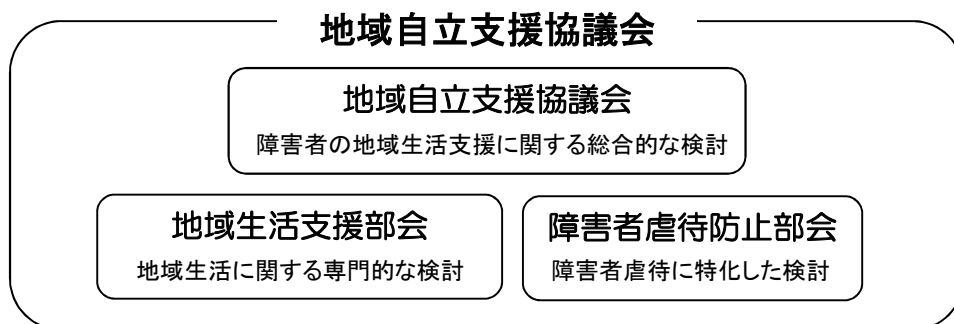 地域自立支援協議会
地域自立支援協議会
障害者の地域生活支援に関する総合的な検討
地域生活支援部会
地域生活に関する専門的な検討
障害者虐待防止部会
障害者虐待に特化した検討